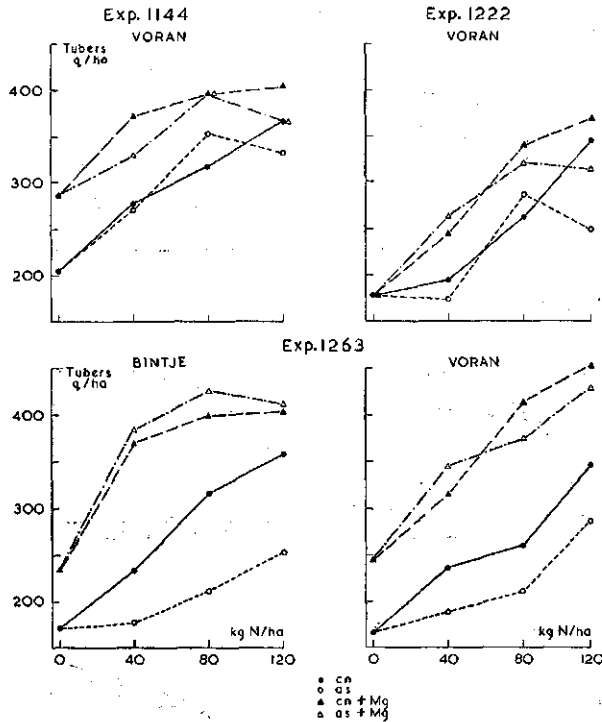 Exp. 1144
VORAN
Exp. 1222
VORAN
Tubers
q/ha
400
300
200
Exp. 1263
BINTJE
VORAN
Tubers
q/ha
400
300
200
kg N/ha
kg N/ha
0 40 80 120
0 40 80 120
cn
as
cn + Mg
as + Mg